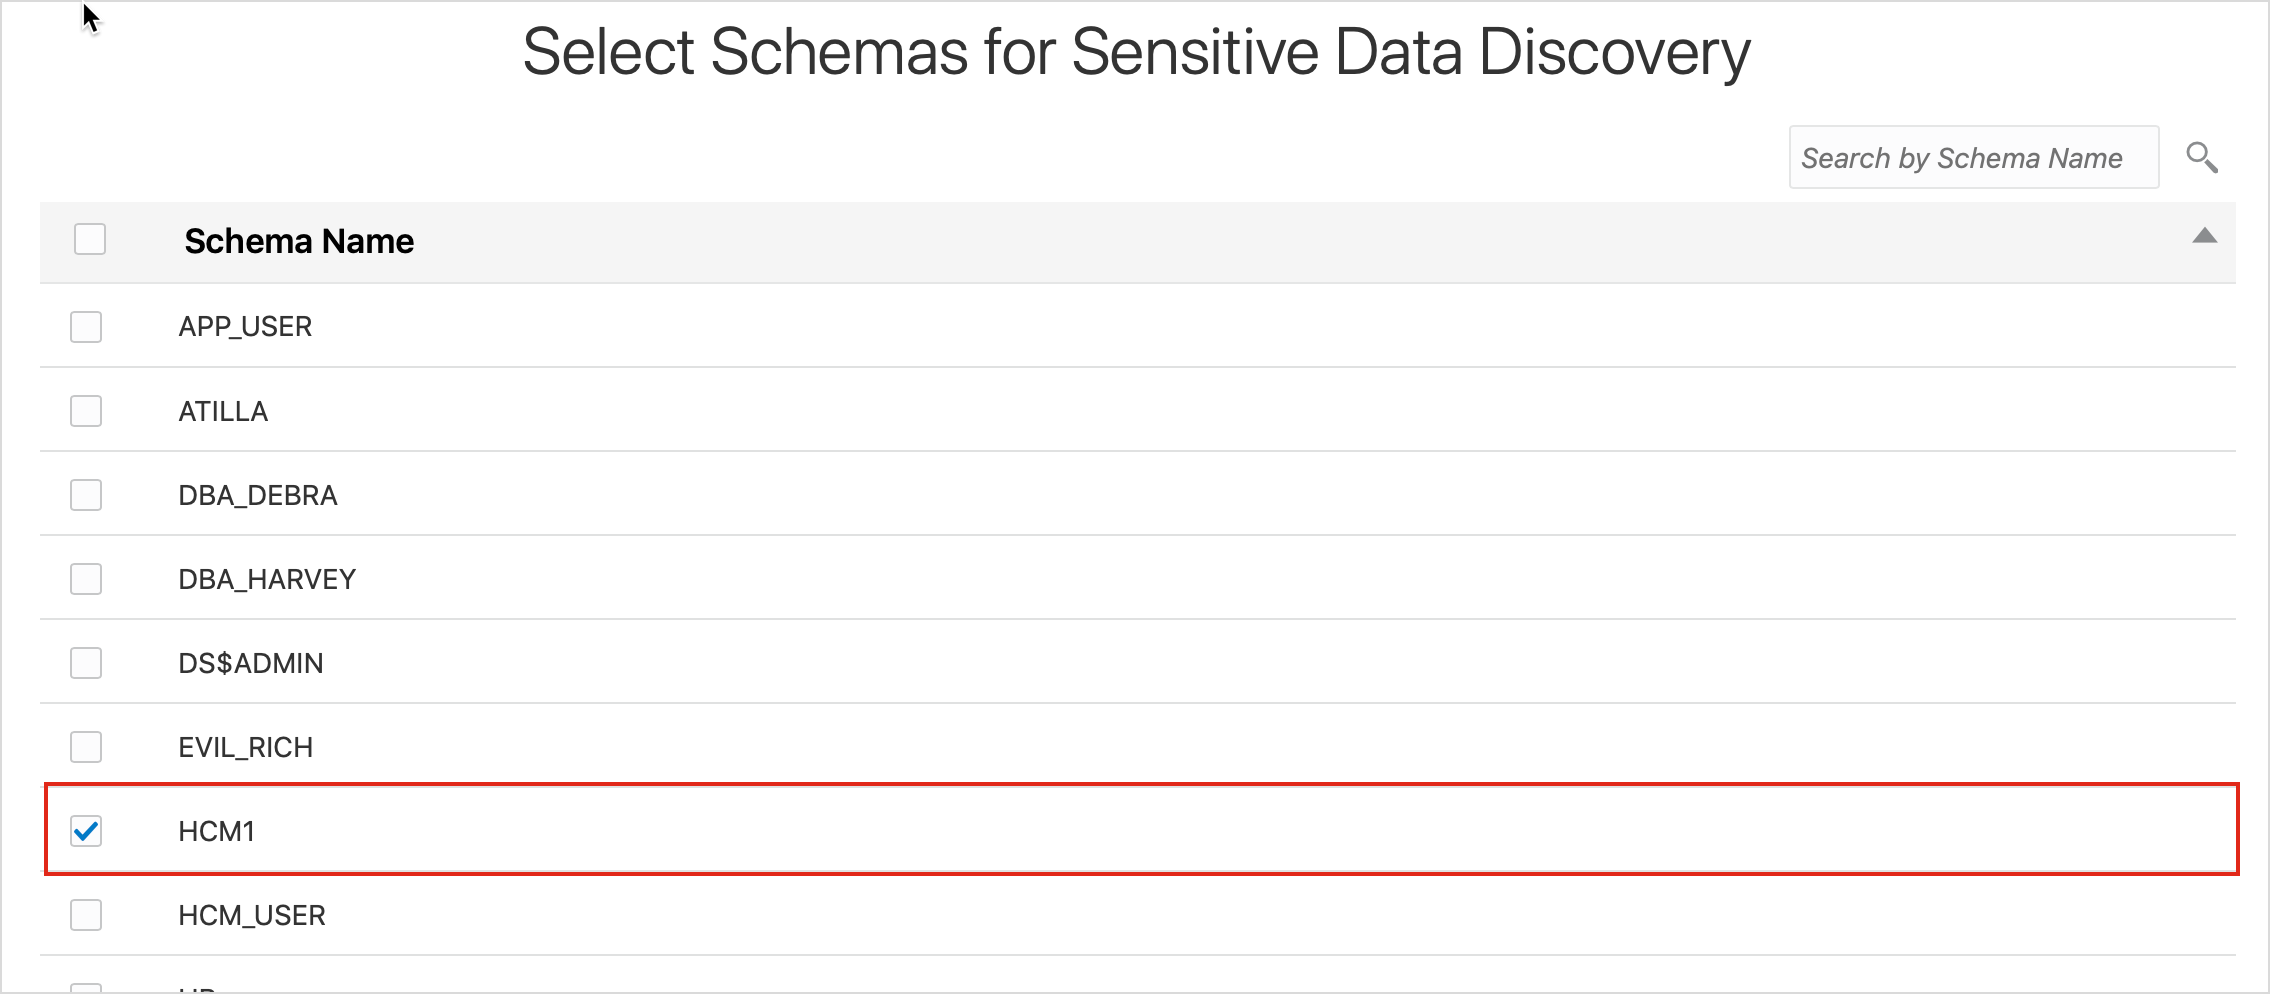 Select Schemas for Sensitive Data Discovery
Search by Schema Name
Schema Name
APP_USER
ATILLA
DBA_DEBRA
DBA_HARVEY
DS$ADMIN
EVIL_RICH
HCM1
HCM_USER